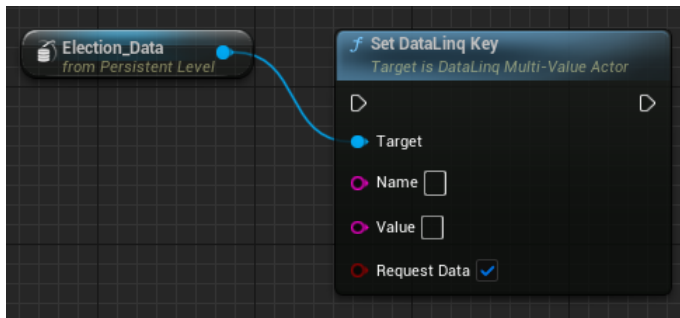 Election_Data
from Persistent Level
f Set DataLinq Key
Target is DataLinq Multi-Value Actor
Target
Name
Value
Request Data